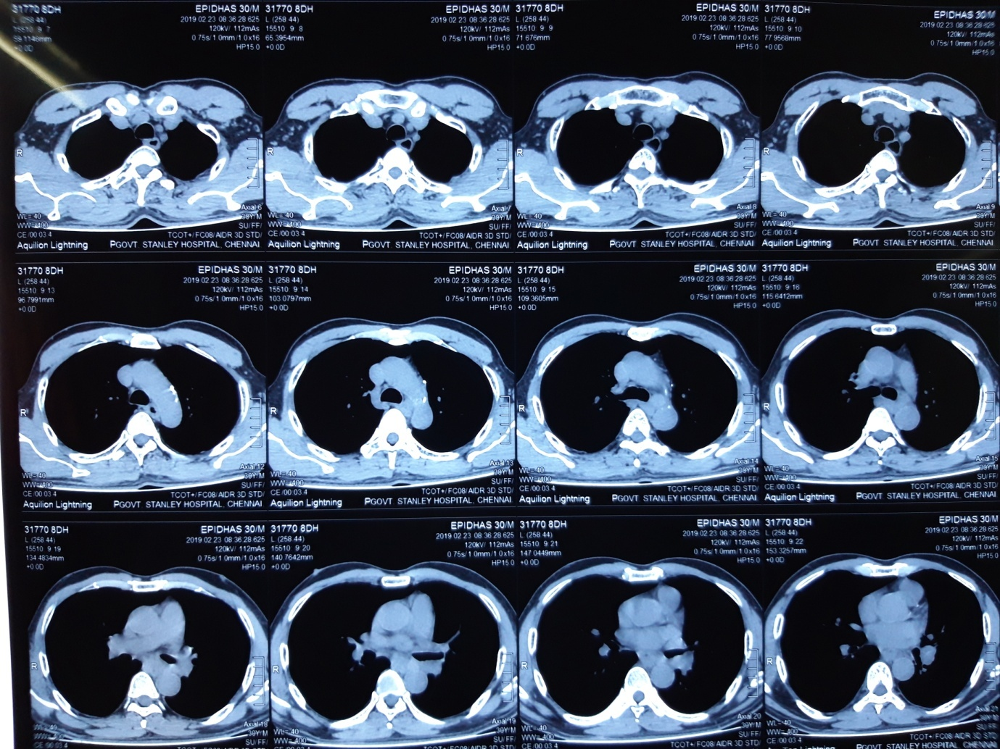 31770 8DH
EPIDHAS 30/M
L (258 44)
2019 02 23 08 36 28 625
15510 9 7
120kV/ 112mAs
0.75s/1 0mm/1 0x16
+0 0D
HP15.0
Axial 6
WL= 40
30Y/M
WW=400
SU/FF/
CE/00 03 4
TCOT+/FC08/AIDR 3D STD/
Aquilion Lightning
PGOVT STANLEY HOSPITAL, CHENNAI
R
31770 8DH
EPIDHAS 30/M
L (258 44)
2019 02 23 08 36 28 625
15510 9 8
120kV/ 112mAs
65 3954mm
0.75s/1 0mm/1 0x16
+0 0D
HP15.0
R
Axial 7
WL= 40
30Y/M
WW=400
SU/FF/
CE/00 03 4
TCOT+/FC08/AIDR 3D STD/
Aquilion Lightning
PGOVT STANLEY HOSPITAL, CHENNAI
31770 8DH
EPIDHAS 30/M
L (258 44)
2019 02 23 08 36 28 625
15510 9 9
120kV/ 112mAs
71 676mm
0.75s/1 0mm/1 0x16
+0 0D
HP15.0
R
Axial 8
WL= 40
30Y/M
WW=400
SU/FF/
CE/00 03 4
TCOT+/FC08/AIDR 3D STD/
Aquilion Lightning
PGOVT STANLEY HOSPITAL, CHENNAI
31770 8DH
EPIDHAS 30/M
L (258 44)
2019 02 23 08 36 28 625
15510 9 10
120kV/ 112mAs
77 9568mm
0 75s/1 0mm/1 0x16
+0 0D
HP15.0
R
Axial 9
WL= 40
30Y/M
WW=400
SU/FF/
CE/00 03 4
TCOT+/FC08/AIDR 3D STD/
Aquilion Lightning
PGOVT STANLEY HOSPITAL, CHENNAI
31770 8DH
EPIDHAS 30/M
L (258 44)
2019 02 23 08 36 28 625
15510 9 13
120kV/ 112mAs
96 7991mm
0.75s/1 0mm/1 0x16
+0 0D
HP15.0
R
Axial 12
WL= 40
30Y/M
WW=400
SU/FF/
CE/00 03 4
TCOT+/FC08/AIDR 3D STD/
Aquilion Lightning
PGOVT STANLEY HOSPITAL, CHENNAI
31770 8DH
EPIDHAS 30/M
L (258 44)
2019 02 23 08 36 28 625
15510 9 14
120kV/ 112mAs
103 0797mm
0.75s/1 0mm/1 0x16
+0 0D
HP15.0
R
Axial 13
WL= 40
30Y/M
WW=400
SU/FF/
CE/00 03 4
TCOT+/FC08/AIDR 3D STD/
Aquilion Lightning
PGOVT STANLEY HOSPITAL, CHENNAI
31770 8DH
EPIDHAS 30/M
L (258 44)
2019 02 23 08 36 28 625
15510 9 15
120kV/ 112mAs
109 3605mm
0.75s/1 0mm/1 0x16
+0 0D
HP15.0
R
Axial 14
WL= 40
30Y/M
WW=400
SU/FF/
CE/00 03 4
TCOT+/FC08/AIDR 3D STD/
Aquilion Lightning
PGOVT STANLEY HOSPITAL, CHENNAI
31770 8DH
EPIDHAS 30/M
L (258 44)
2019 02 23 08 36 28 625
15510 9 16
120kV/ 112mAs
115 6412mm
0.75s/1 0mm/1 0x16
+0 0D
HP15.0
R
Axial 15
WL= 40
30Y/M
WW=400
SU/FF/
CE/00 03 4
TCOT+/FC08/AIDR 3D STD/
Aquilion Lightning
PGOVT STANLEY HOSPITAL, CHENNAI
31770 8DH
EPIDHAS 30/M
L (258 44)
2019 02 23 08 36 28 625
15510 9 19
120kV/ 112mAs
134 4834mm
0.75s/1 0mm/1 0x16
+0 0D
HP15.0
R
Axial 18
WL= 40
30Y/M
WW=400
SU/FF/
CE/00 03 4
TCOT+/FC08/AIDR 3D STD/
31770 8DH
EPIDHAS 30/M
L (258 44)
2019 02 23 08 36 28 625
15510 9 20
120kV/ 112mAs
140 7642mm
0.75s/1 0mm/1 0x16
+0 0D
HP15.0
R
Axial 19
WL= 40
30Y/M
WW=400
SU/FF/
CE/00 03 4
TCOT+/FC08/AIDR 3D STD/
31770 8DH
EPIDHAS 30/M
L (258 44)
2019 02 23 08 36 28 625
15510 9 21
120kV/ 112mAs
147 0449mm
0.75s/1 0mm/1 0x16
+0 0D
HP15.0
R
Axial 20
WL= 40
30Y/M
WW=400
SU/FF/
CE/00 03 4
TCOT+/FC08/AIDR 3D STD/
31770 8DH
EPIDHAS 30/M
L (258 44)
2019 02 23 08 36 28 625
15510 9 22
120kV/ 112mAs
153 3257mm
0.75s/1 0mm/1 0x16
+0 0D
HP15.0
R
WL= 40
30Y/M
WW=400
SU/FF/
CE/00 03 4
TCOT+/FC08/AIDR 3D STD/